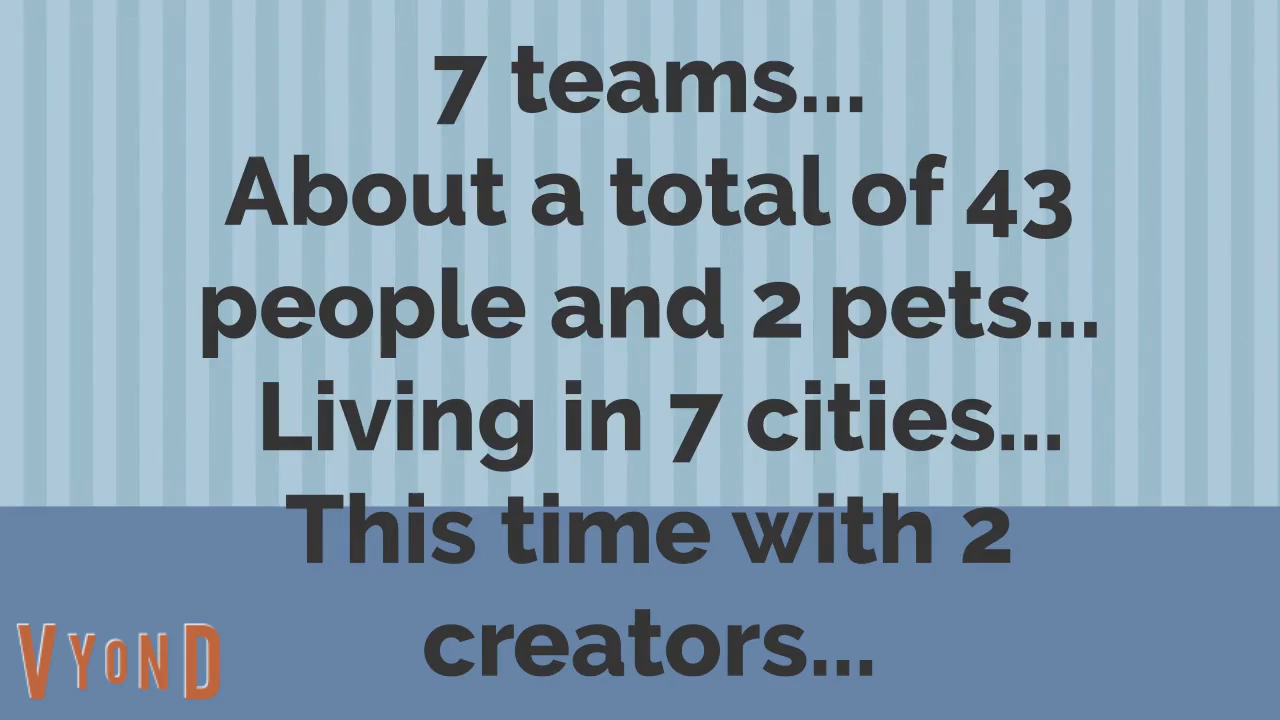 7 teams...
About a total of 43
people and 2 pets...
Living in 7 cities...
This time with 2
creators...
VYOND